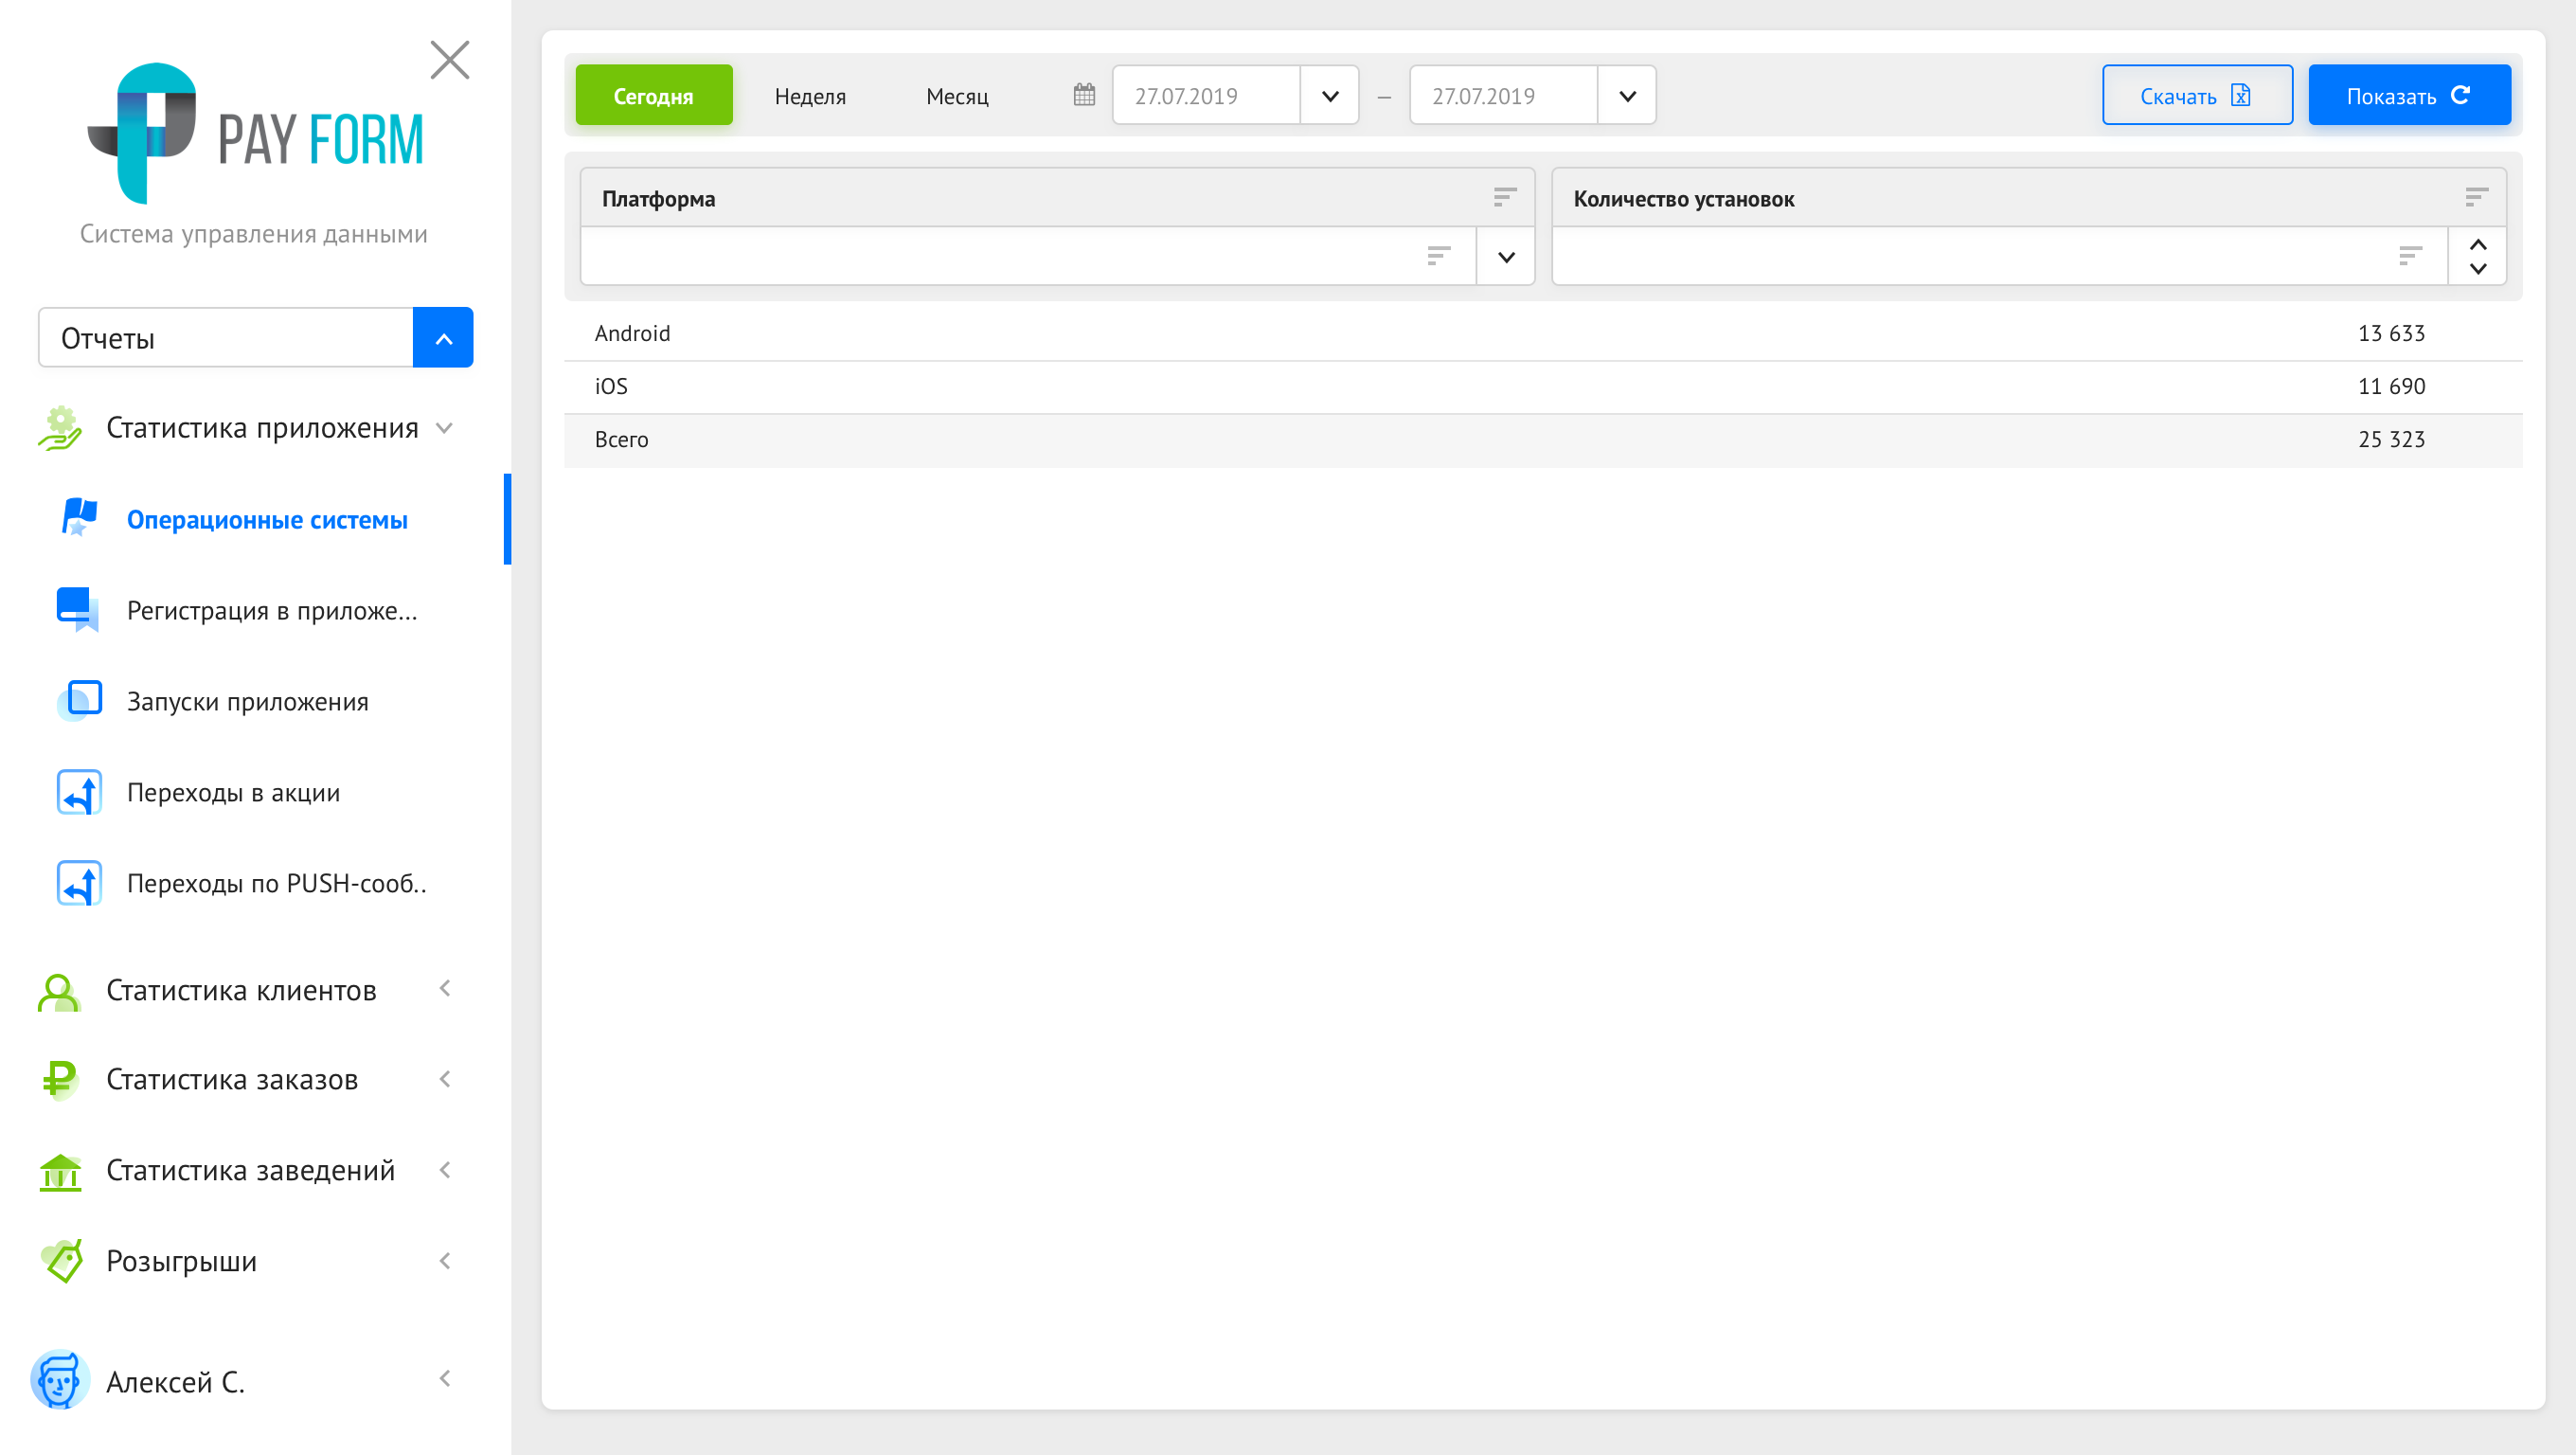 PAY FORM
Система управления данными
Отчеты
Статистика приложения
Операционные системы
Регистрация в приложе...
Запуски приложения
Переходы в акции
Переходы по PUSH-сооб..
Статистика клиентов
Статистика заказов
Статистика заведений
Розыгрыши
Алексей С.
Сегодня Неделя Месяц 27.07.2019 – 27.07.2019 Скачать Показать
Платформа Количество установок
Android 13 633
iOS 11 690
Всего 25 323